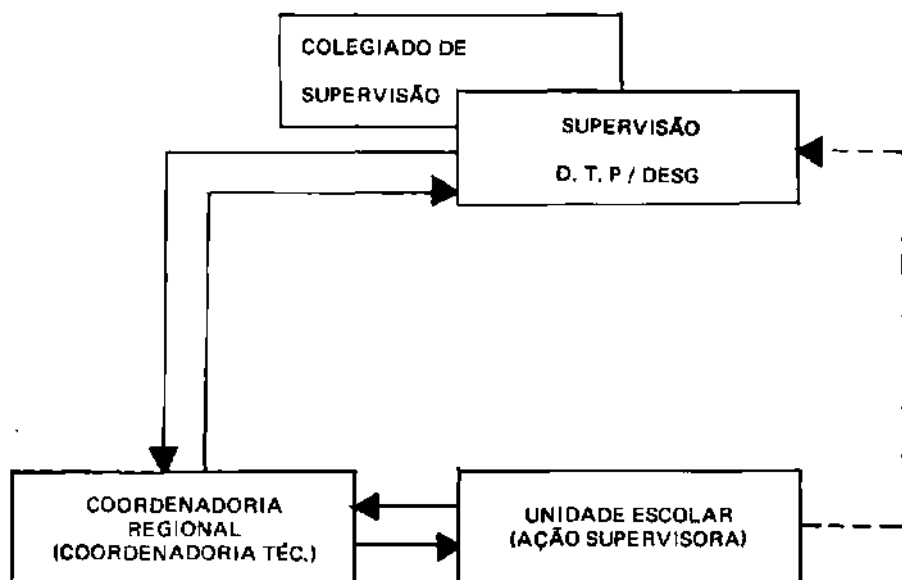 COLEGIADO DE
SUPERVISÃO
SUPERVISÃO
D. T. P / DESG
COORDENADORIA
REGIONAL
(COORDENADORIA TÉC.)
UNIDADE ESCOLAR
(AÇÃO SUPERVISORA)